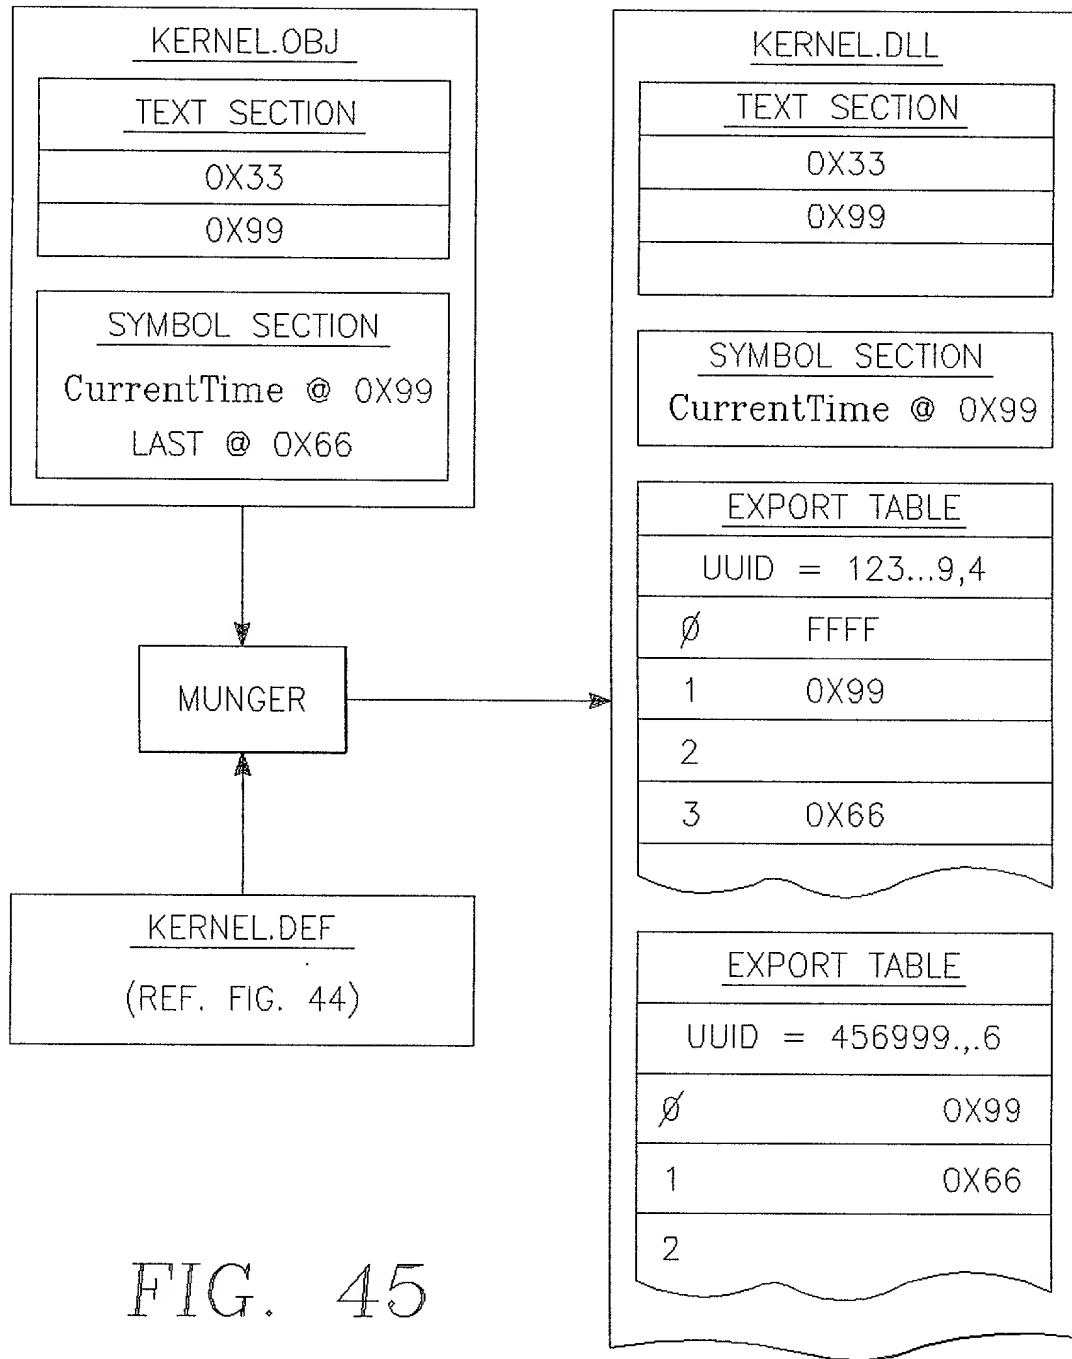 KERNEL.OBJ
TEXT SECTION
0X33
0X99
SYMBOL SECTION
CurrentTime @ 0X99
LAST @ 0X66
MUNGER
KERNEL.DEF
(REF. FIG. 44)
KERNEL.DLL
TEXT SECTION
0X33
0X99
SYMBOL SECTION
CurrentTime @ 0X99
EXPORT TABLE
UUID = 123...9,4
Ø FFFF
1 0X99
2
3 0X66
EXPORT TABLE
UUID = 456999.,.6
Ø 0X99
1 0X66
2
FIG. 45